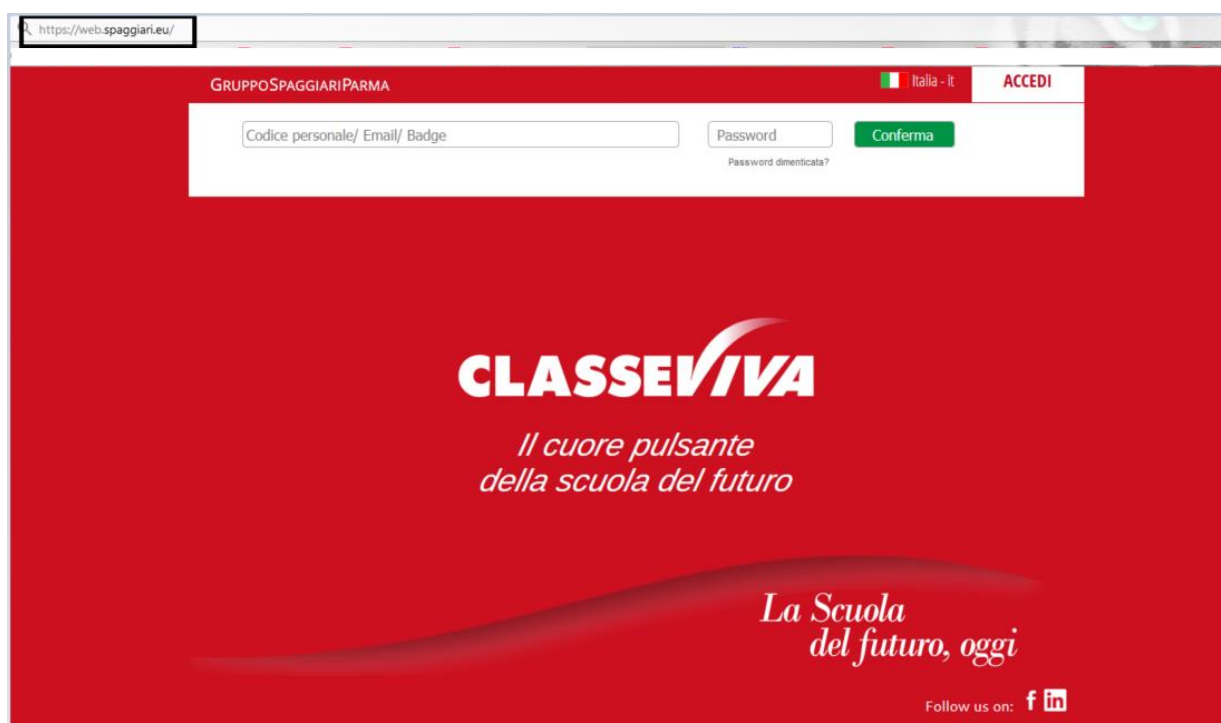 https://web.spaggiari.eu/
GRUPPOSPAGGIARIPARMA
Italia - it
ACCEDI
Codice personale/ Email/ Badge
Password
Conferma
Password dimenticata?
CLASSEVIVA
Il cuore pulsante
della scuola del futuro
La Scuola
del futuro, oggi
Follow us on: f in